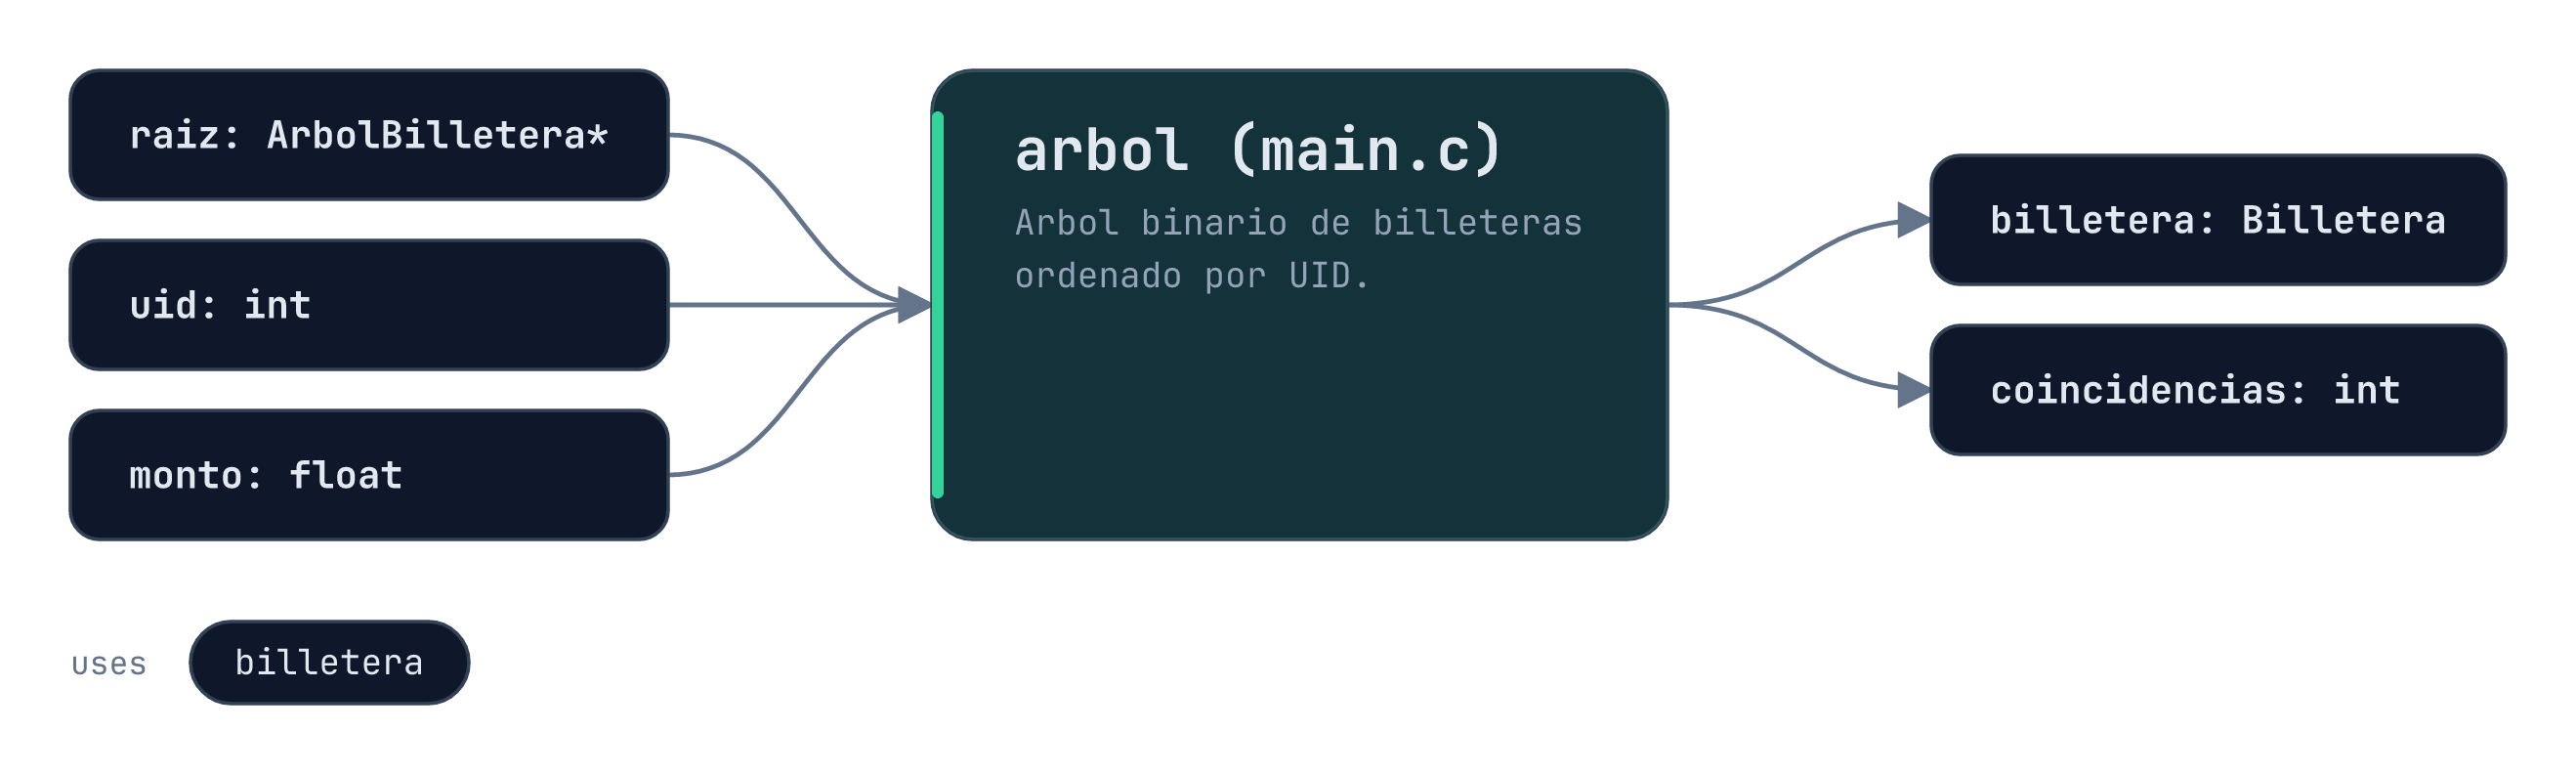 raiz: ArbolBilletera*
uid: int
monto: float
arbol (main.c)
Arbol binario de billeteras
ordenado por UID.
billetera: Billetera
coincidencias: int
uses
billetera